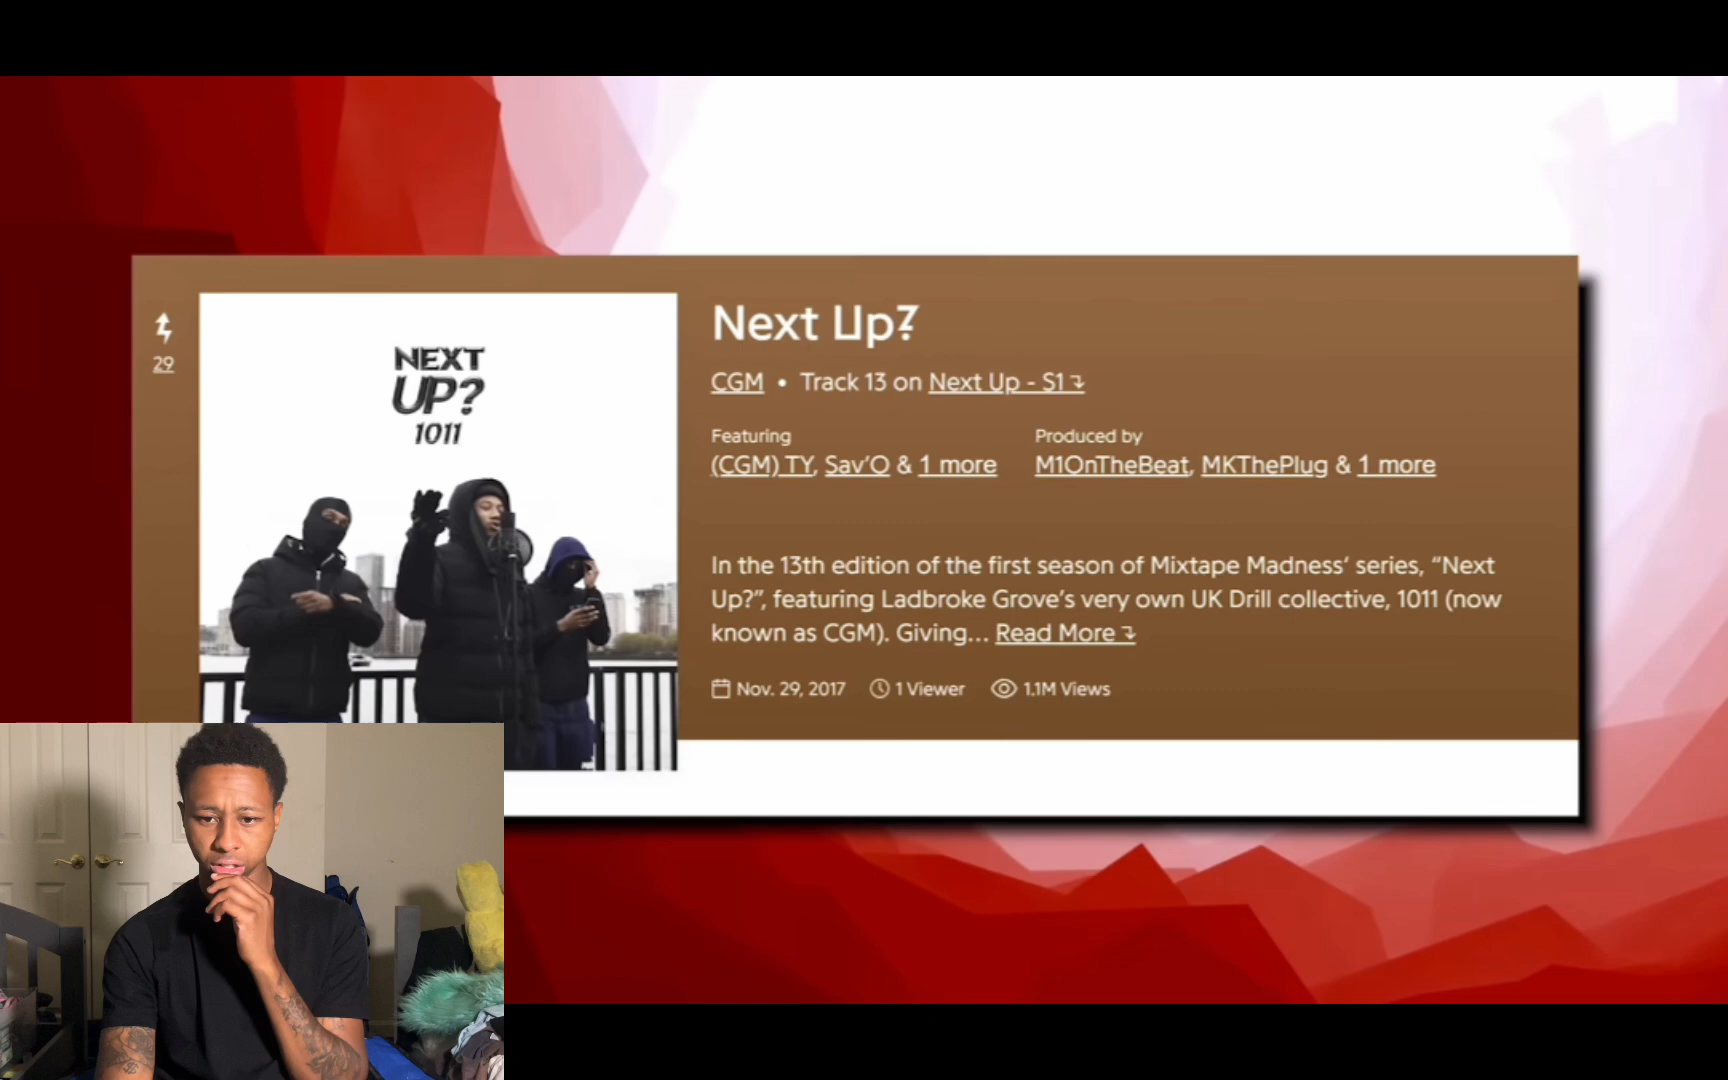 29
NEXT
UP?
1011
Next Up?
CGM • Track 13 on Next Up - S1
Featuring
(CGM) TY, Sav'O & 1 more
Produced by
M1OnTheBeat, MKThePlug & 1 more
In the 13th edition of the first season of Mixtape Madness' series, “Next
Up?”, featuring Ladbroke Grove's very own UK Drill collective, 1011 (now
known as CGM). Giving... Read More
Nov. 29, 2017 1 Viewer 1.1M Views